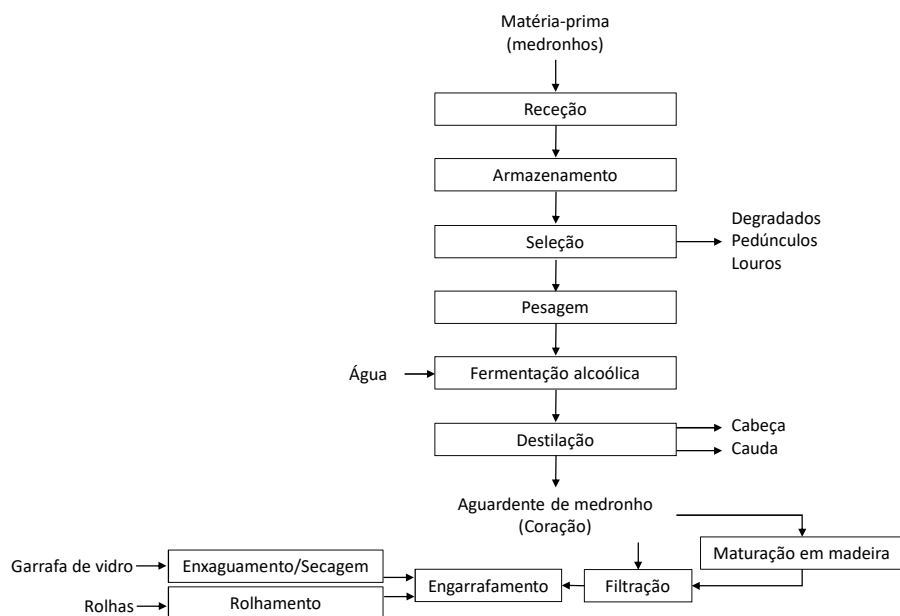 Matéria-prima
(medronhos)
Receção
Armazenamento
Seleção
Degradados
Pedúnculos
Louros
Pesagem
Água
Fermentação alcoólica
Destilação
Cabeça
Cauda
Aguardente de medronho
(Coração)
Maturação em madeira
Garrafa de vidro
Enxaguamento/Secagem
Engarrafamento
Filtração
Rolhas
Rolhamento